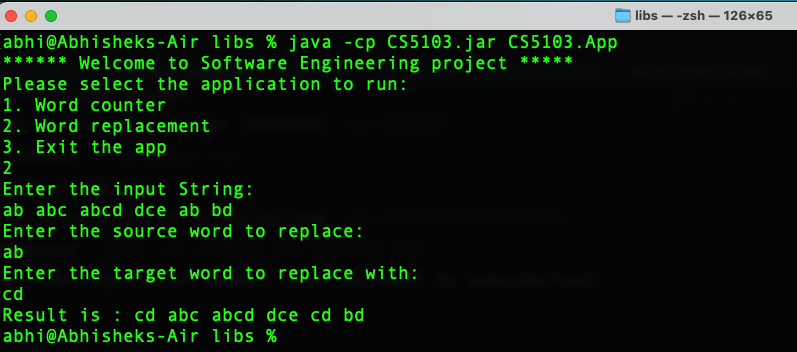 libs — -zsh — 126×65
abhi@Abhisheks-Air libs % java -cp CS5103.jar CS5103.App
****** Welcome to Software Engineering project *****
Please select the application to run:
1. Word counter
2. Word replacement
3. Exit the app
2
Enter the input String:
ab abc abcd dce ab bd
Enter the source word to replace:
ab
Enter the target word to replace with:
cd
Result is : cd abc abcd dce cd bd
abhi@Abhisheks-Air libs %